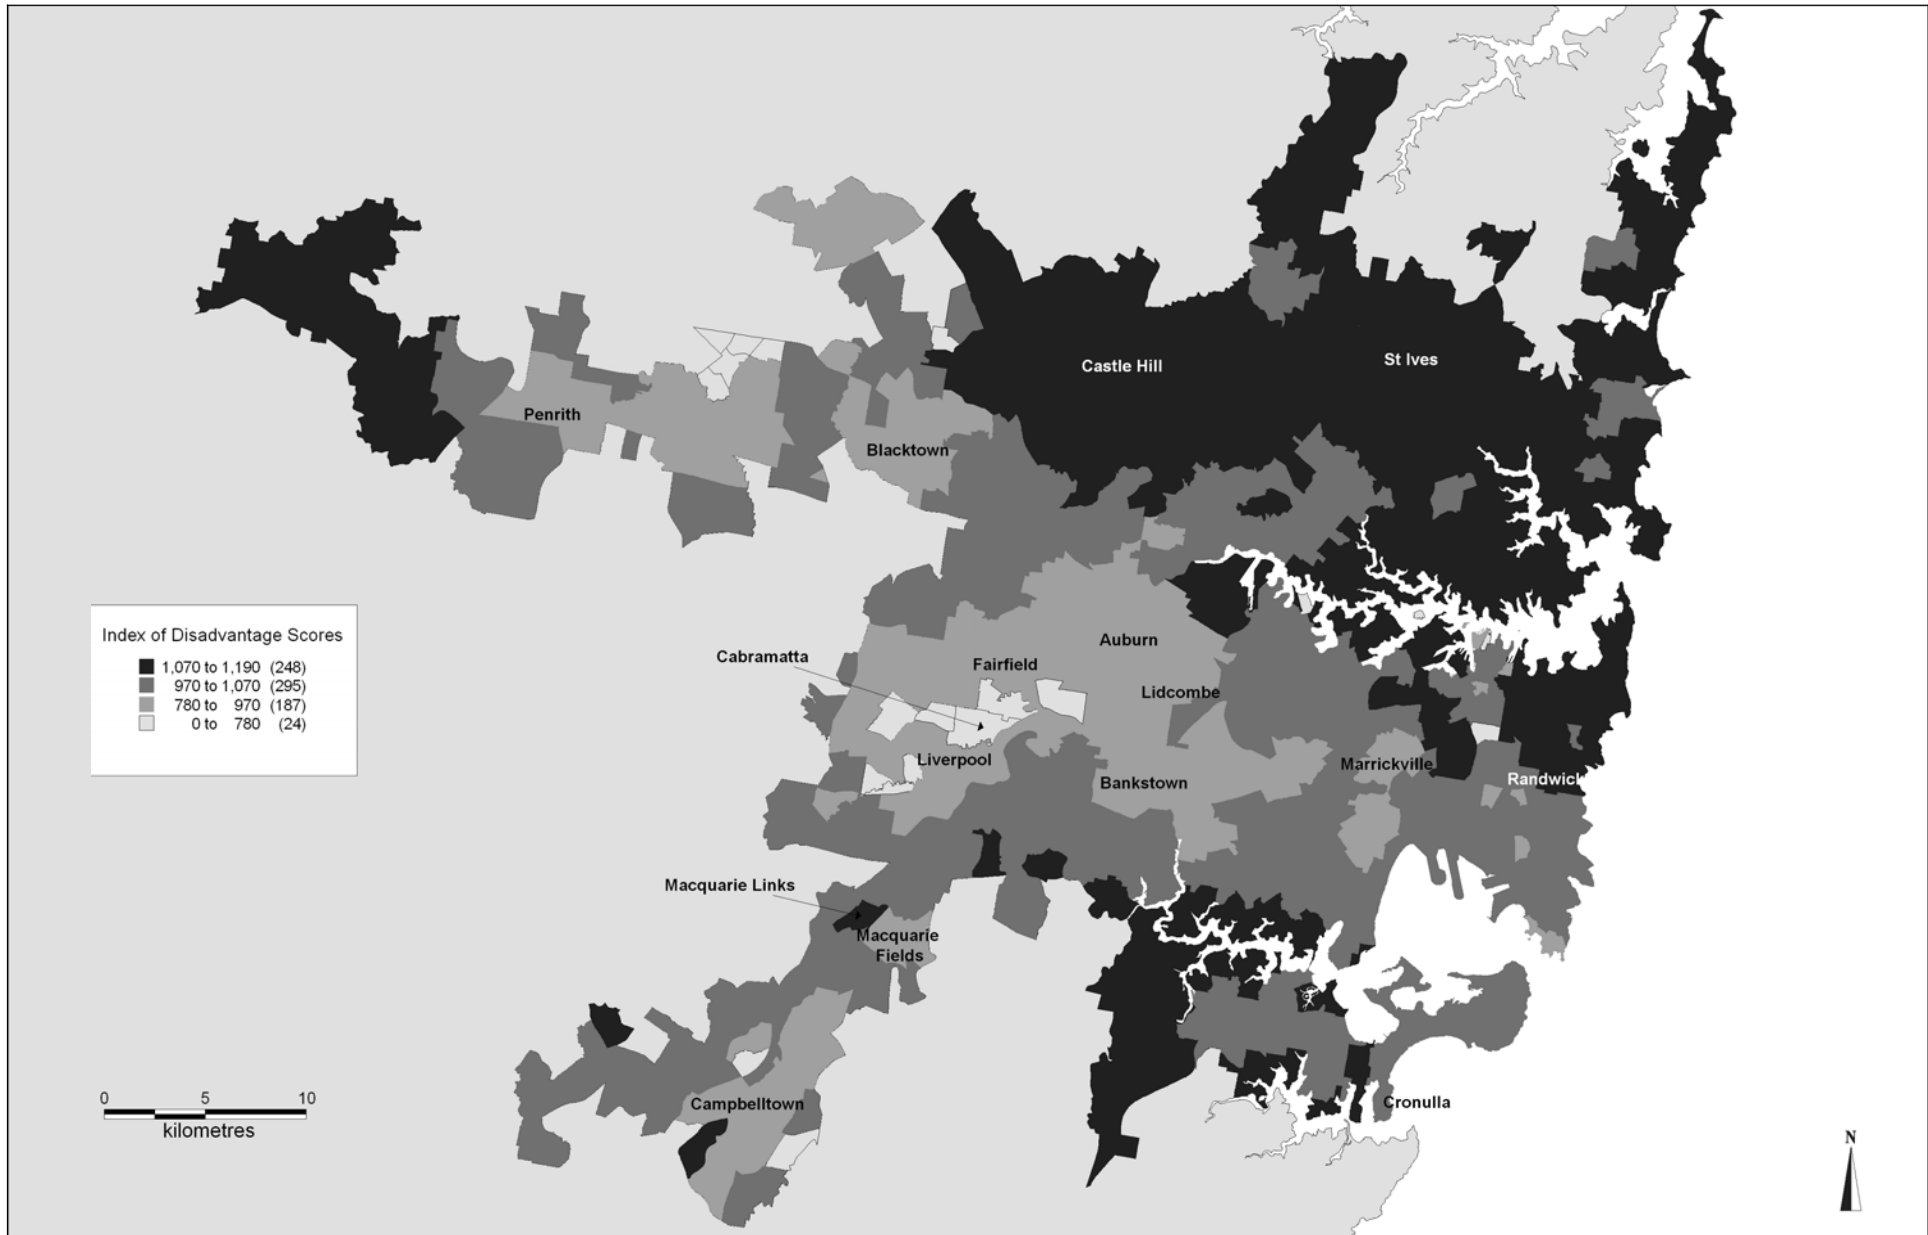 Castle Hill
St Ives
Penrith
Blacktown
Index of Disadvantage Scores
1,070 to 1,190 (248)
970 to 1,070 (295)
780 to 970 (187)
0 to 780 (24)
Auburn
Cabramatta
Fairfield
Lidcombe
Liverpool
Bankstown
Marrickville
Randwick
Macquarie Links
Macquarie
Fields
Campbelltown
Cronulla
0 5 10
kilometres
N